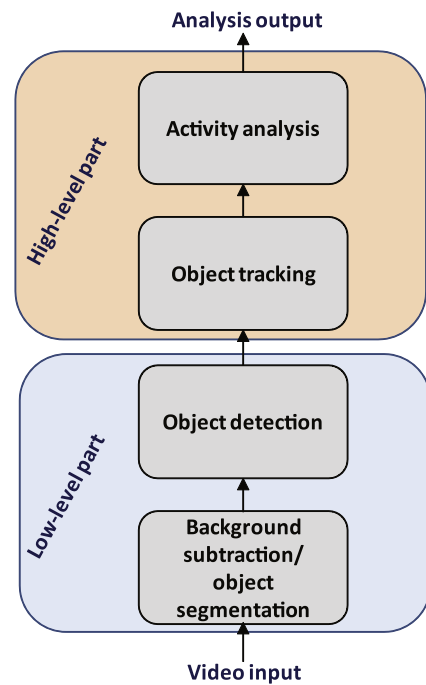 Analysis output
Activity analysis
High-level part
Object tracking
Object detection
Low-level part
Background
subtraction/
object
segmentation
Video input